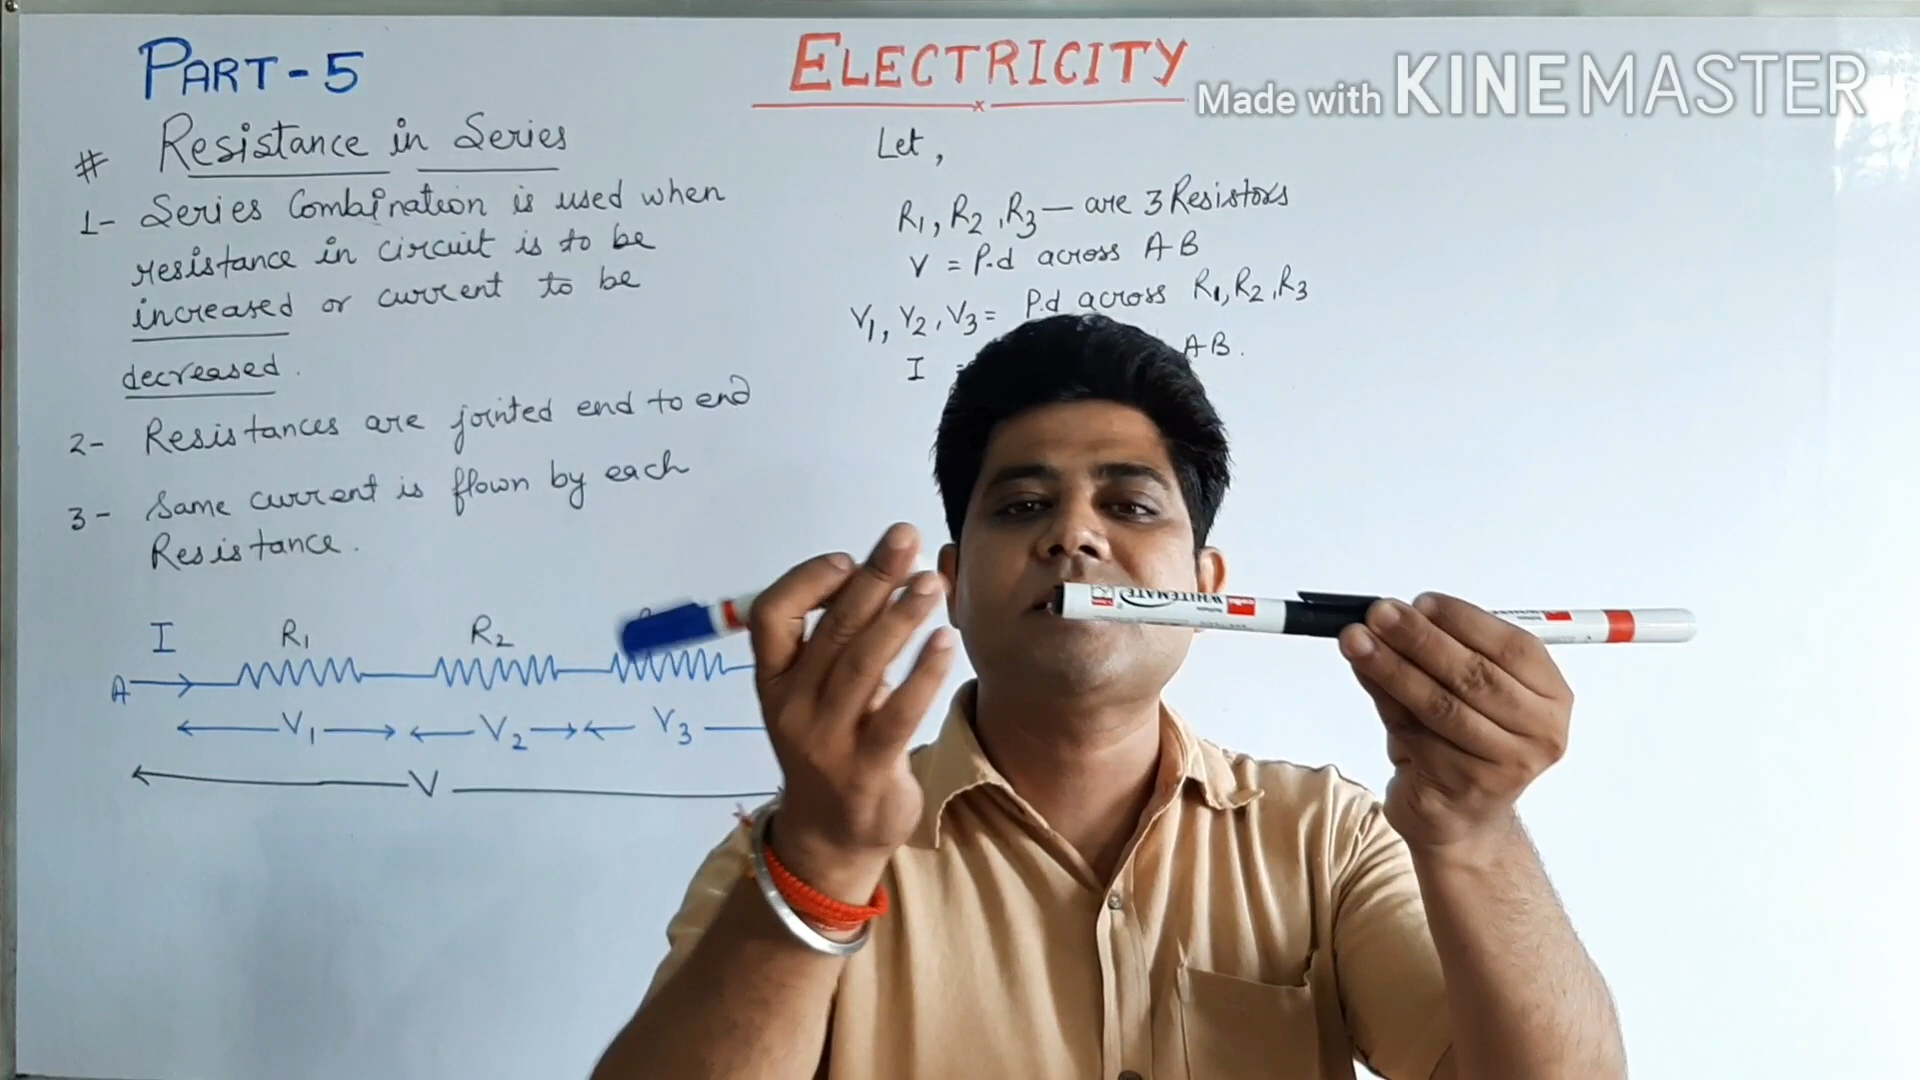 PART-5
ELECTRICITY
Made with KINEMASTER
# Resistance in Series
1- Series Combination is used when
resistance in circuit is to be
increased or current to be
decreased.
2- Resistances are jointed end to end
3- Same current is flown by each
Resistance.
I R1 R2
A
V1 V2 V3
V
Let,
R1, R2, R3 — are 3 Resistors
V = P.d across AB
V1, V2, V3 = P.d across R1, R2, R3
I = AB.
WHITEMATE